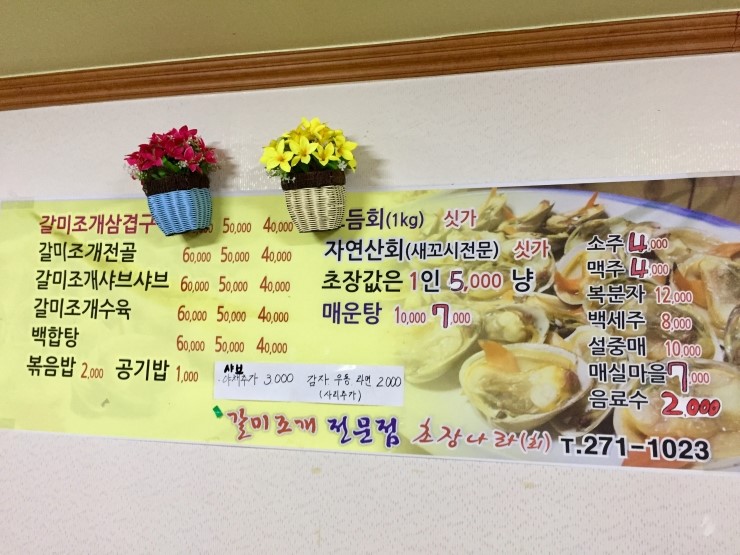 갈미조개삼겹구 50,000 40,000
갈미조개전골 60,000 50,000 40,000
갈미조개샤브샤브 60,000 50,000 40,000
갈미조개수육 60,000 50,000 40,000
백합탕 60,000 50,000 40,000
볶음밥 2,000 공기밥 1,000
샤브
야채추가 3,000 감자 우동 라면 2,000
(사리추가)
듬회(1kg) 싯가
자연산회(새꼬시전문) 싯가
초장값은 1인 5,000 냥
매운탕 10,000 7,000
소주 4,000
맥주 4,000
복분자 12,000
백세주 8,000
설중매 10,000
매실마을 7,000
음료수 2,000
갈미조개 전문점 초장나라(화) T.271-1023